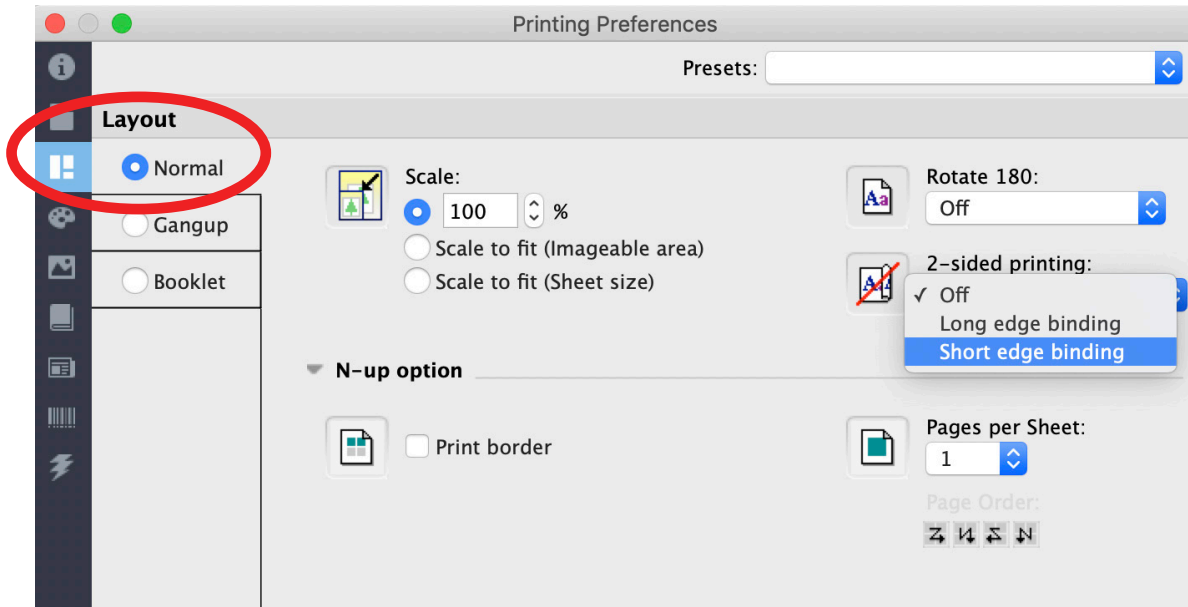 Printing Preferences
Presets:
Layout
Normal
Gangup
Booklet
Scale:
100 %
Scale to fit (Imageable area)
Scale to fit (Sheet size)
Rotate 180:
Off
2-sided printing:
✓ Off
Long edge binding
Short edge binding
N-up option
Print border
Pages per Sheet:
1
Page Order: